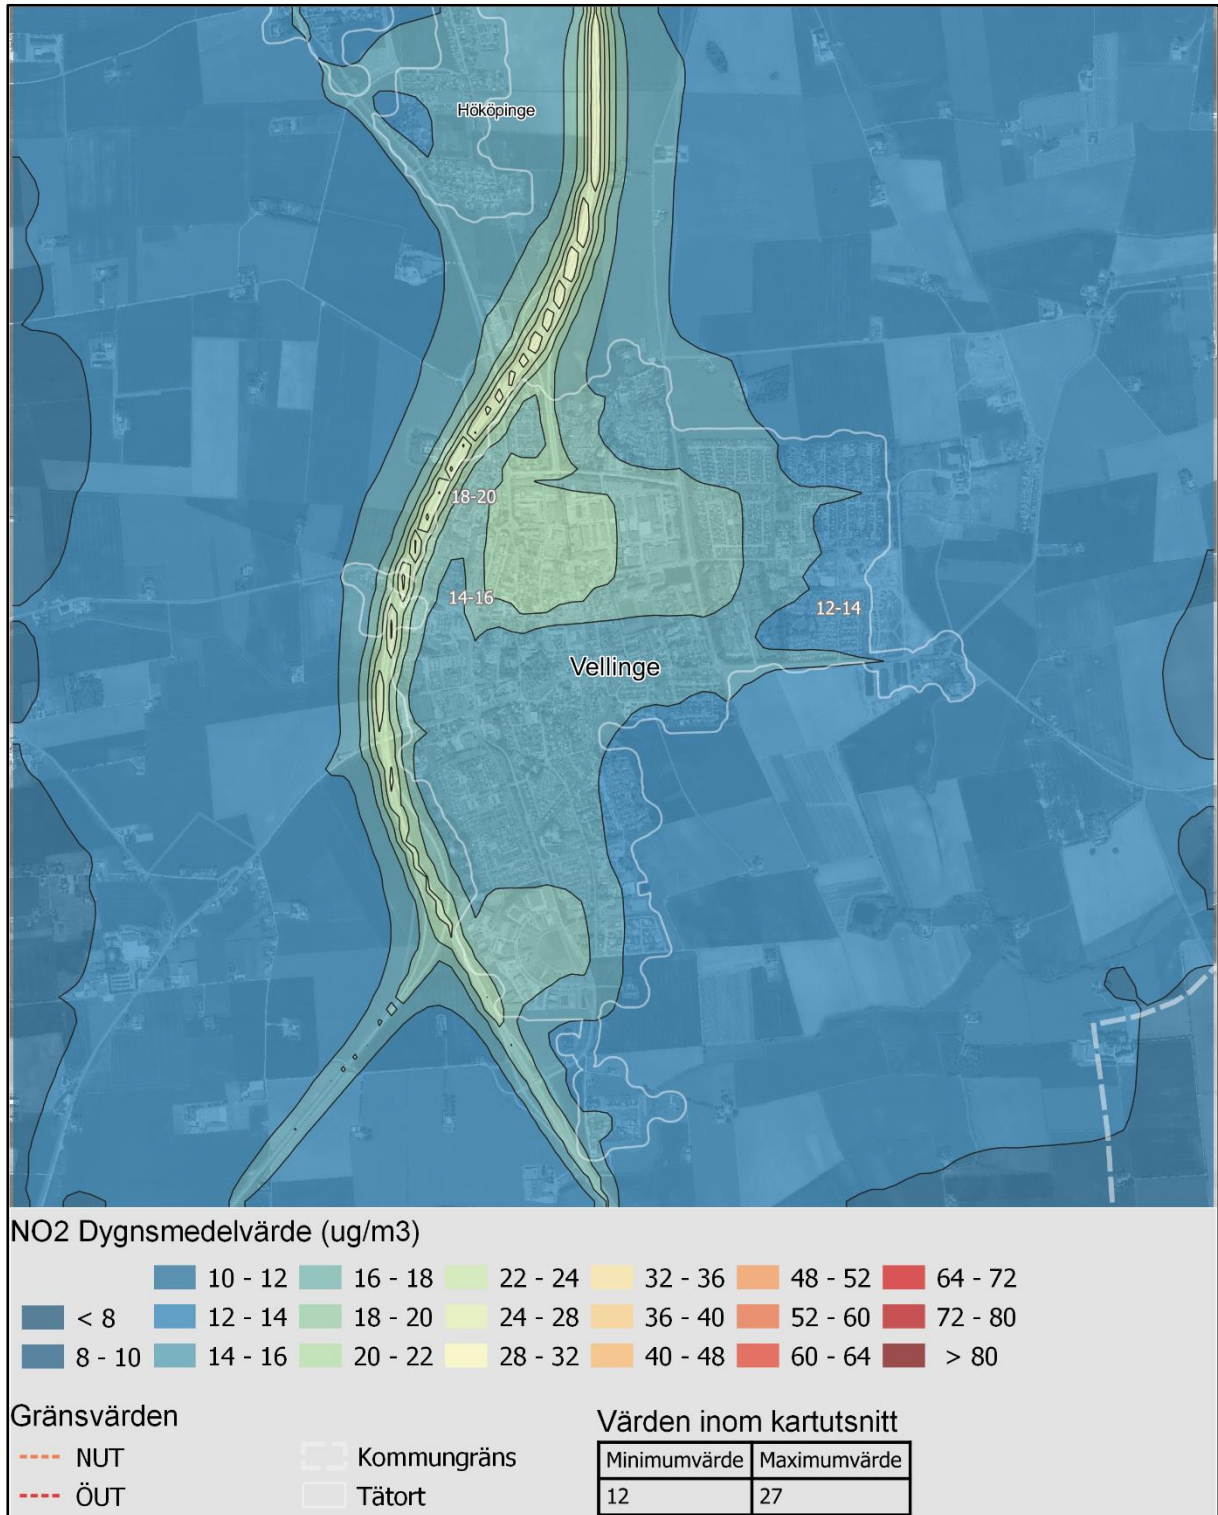 Hököpinge
18-20
14-16
12-14
Vellinge
NO2 Dygnsmedelvärde (ug/m3)
10 - 12 16 - 18 22 - 24 32 - 36 48 - 52 64 - 72
< 8 12 - 14 18 - 20 24 - 28 36 - 40 52 - 60 72 - 80
8 - 10 14 - 16 20 - 22 28 - 32 40 - 48 60 - 64 > 80
Gränsvärden
NUT
ÖUT
Kommungräns
Tätort
Värden inom kartutsnitt
Minimumvärde Maximumvärde
12 27